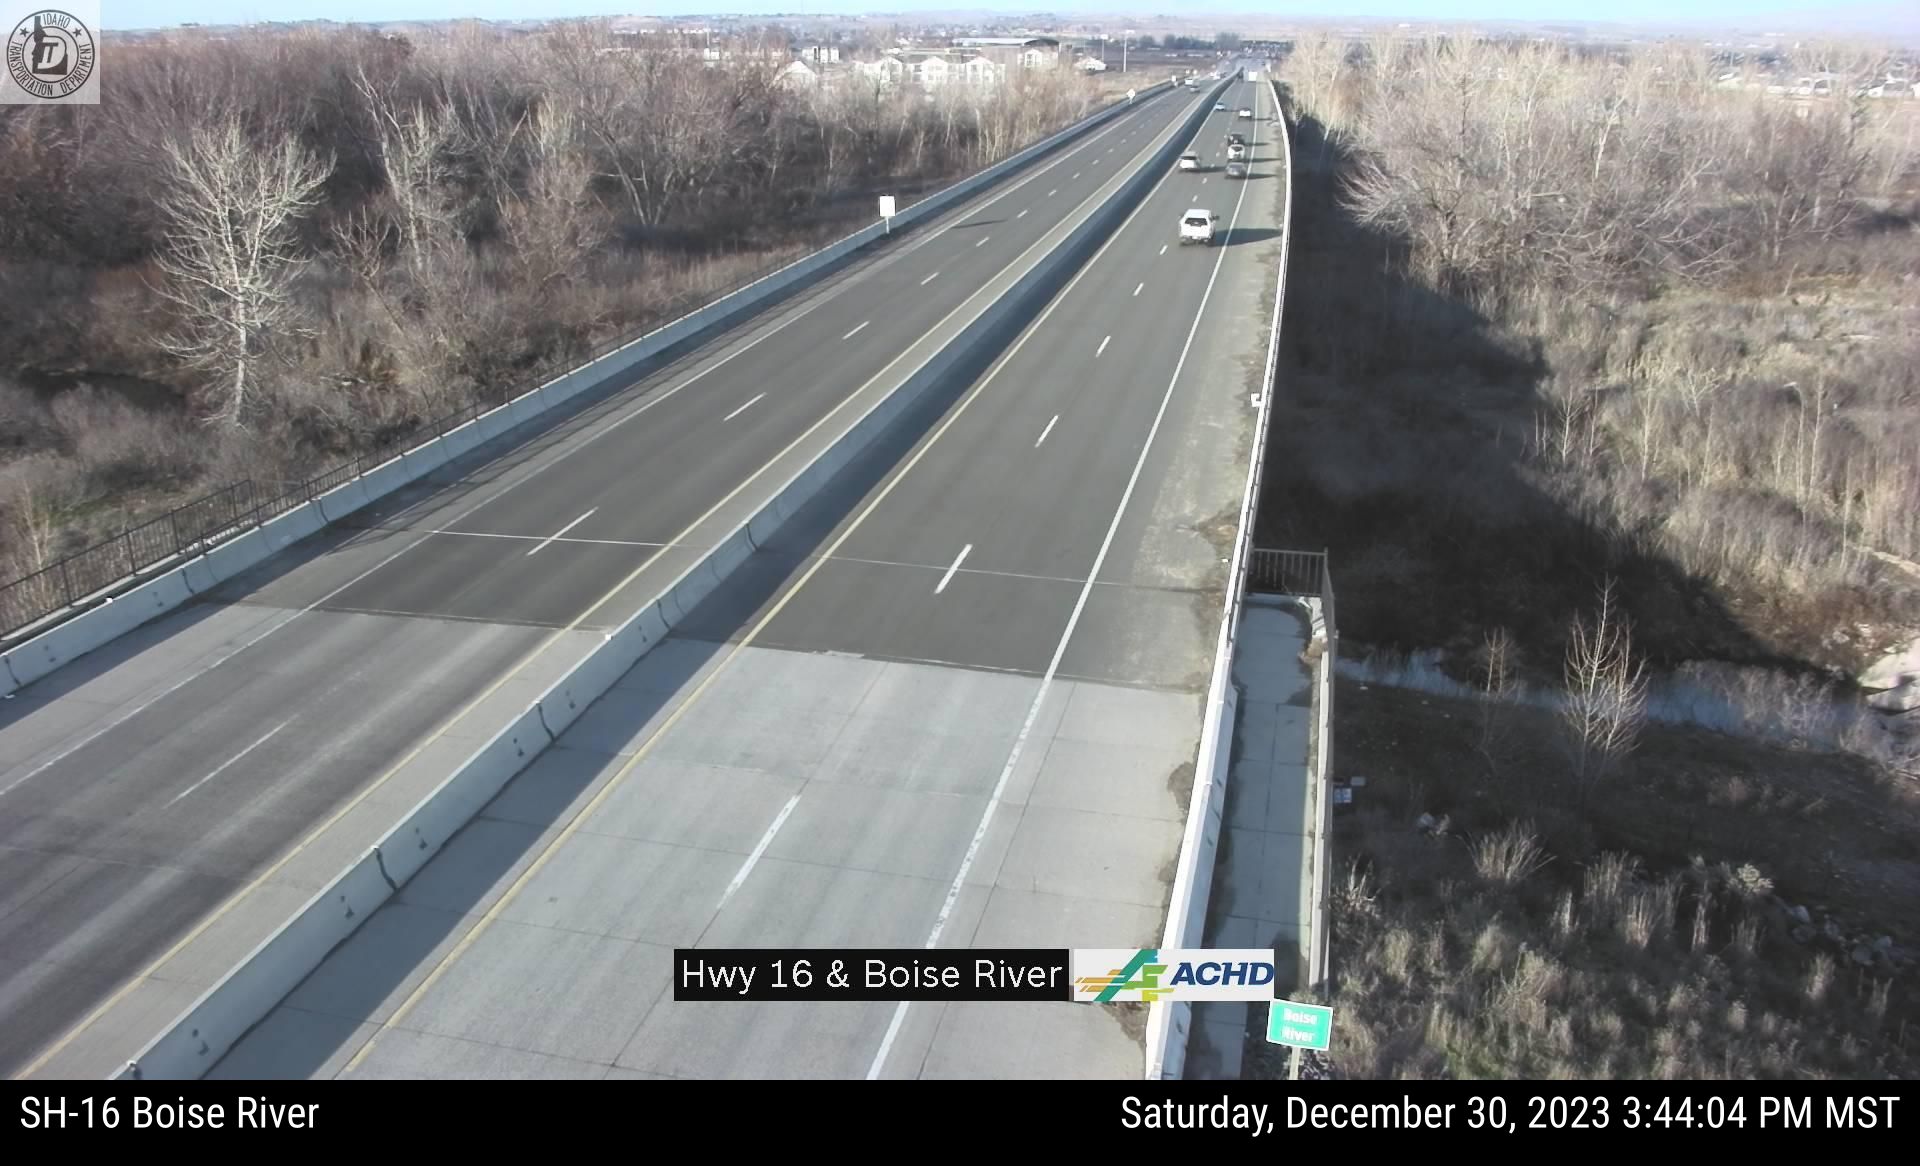 IDAHO
TRANSPORTATION DEPARTMENT
Hwy 16 & Boise River
ACHD
Boise
River
SH-16 Boise River
Saturday, December 30, 2023 3:44:04 PM MST